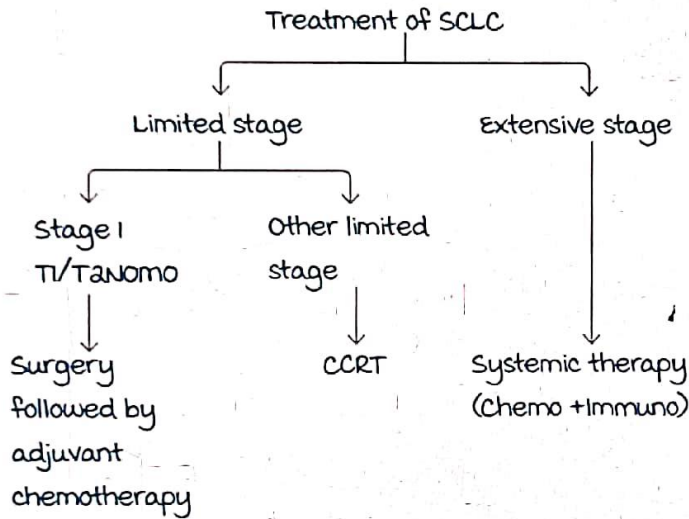 Treatment of SCLC
Limited stage
Extensive stage
Stage 1
T1/T2N0M0
Other limited
stage
Surgery
followed by
adjuvant
chemotherapy
CCRT
Systemic therapy
(Chemo +Immuno)